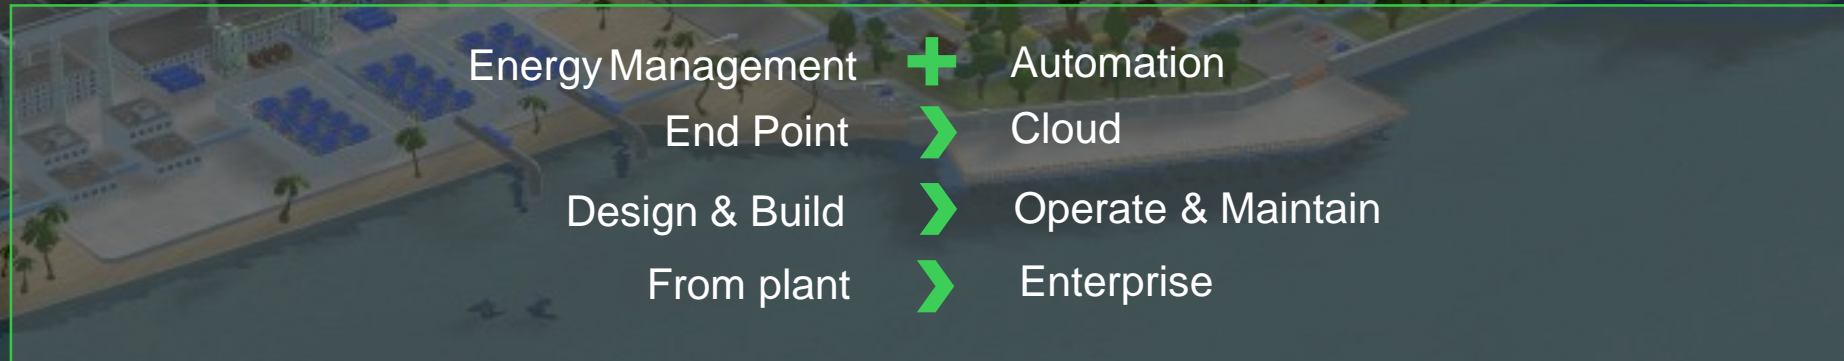 Energy Management + Automation
End Point Cloud
Design & Build Operate & Maintain
From plant Enterprise